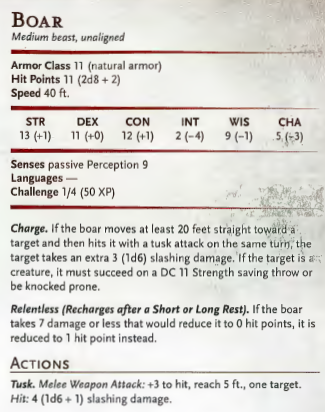 BOAR
Medium beast, unaligned
Armor Class 11 (natural armor)
Hit Points 11 (2d8 + 2)
Speed 40 ft.
STR DEX CON INT WIS CHA
13 (+1) 11 (+0) 12 (+1) 2 (−4) 9 (−1) 5 (−3)
Senses passive Perception 9
Languages —
Challenge 1/4 (50 XP)
Charge. If the boar moves at least 20 feet straight toward a
target and then hits it with a tusk attack on the same turn, the
target takes an extra 3 (1d6) slashing damage. If the target is a
creature, it must succeed on a DC 11 Strength saving throw or
be knocked prone.
Relentless (Recharges after a Short or Long Rest). If the boar
takes 7 damage or less that would reduce it to 0 hit points, it is
reduced to 1 hit point instead.
ACTIONS
Tusk. Melee Weapon Attack: +3 to hit, reach 5 ft., one target.
Hit: 4 (1d6 + 1) slashing damage.